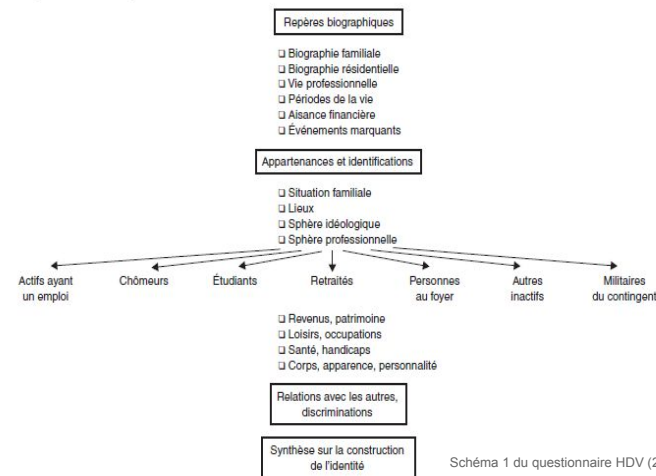 Repères biographiques
❑ Biographie familiale
❑ Biographie résidentielle
❑ Vie professionnelle
❑ Périodes de la vie
❑ Aisance financière
❑ Événements marquants
Appartenances et identifications
❑ Situation familiale
❑ Lieux
❑ Sphère idéologique
❑ Sphère professionnelle
Actifs ayant
un emploi
Chômeurs
Étudiants
Retraités
Personnes
au foyer
Autres
inactifs
Militaires
du contingent
❑ Revenus, patrimoine
❑ Loisirs, occupations
❑ Santé, handicaps
❑ Corps, apparence, personnalité
Relations avec les autres,
discriminations
Synthèse sur la construction
de l'identité
Schéma 1 du questionnaire HDV (2